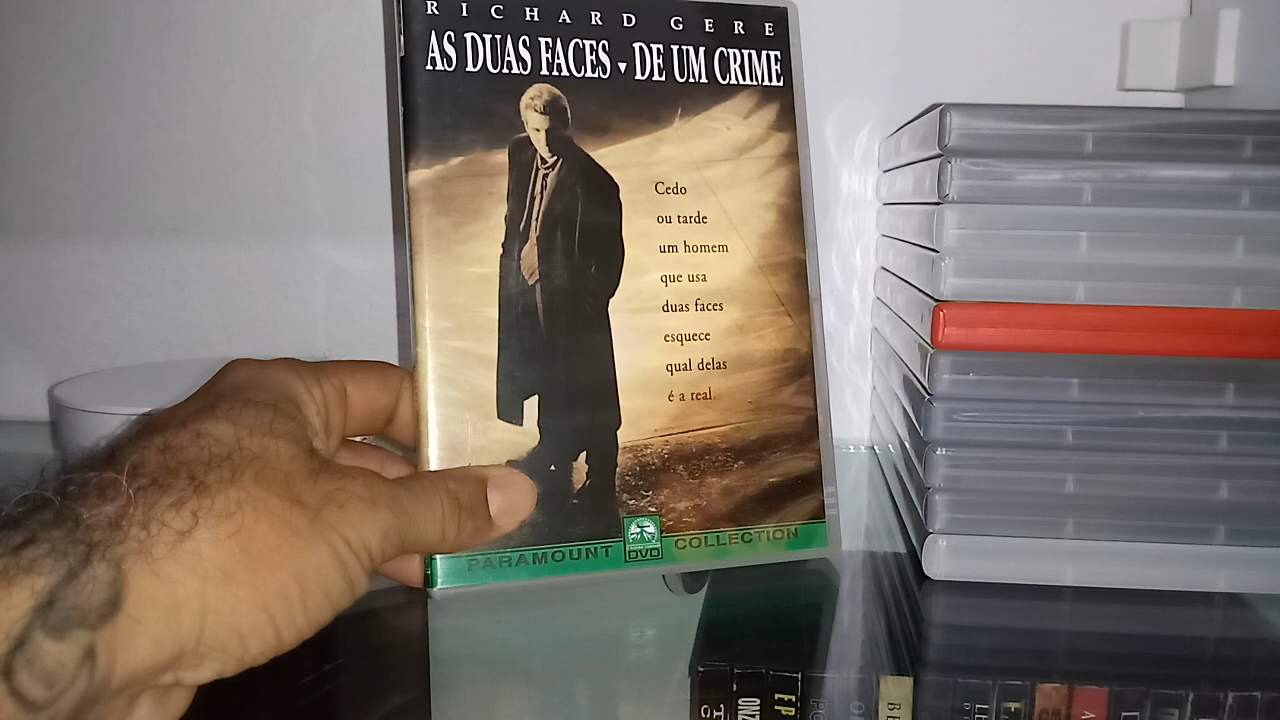 RICHARD GERE
AS DUAS FACES DE UM CRIME
Cedo
ou tarde
um homem
que usa
duas faces
esquece
qual delas
é a real.
PARAMOUNT DVD COLLECTION